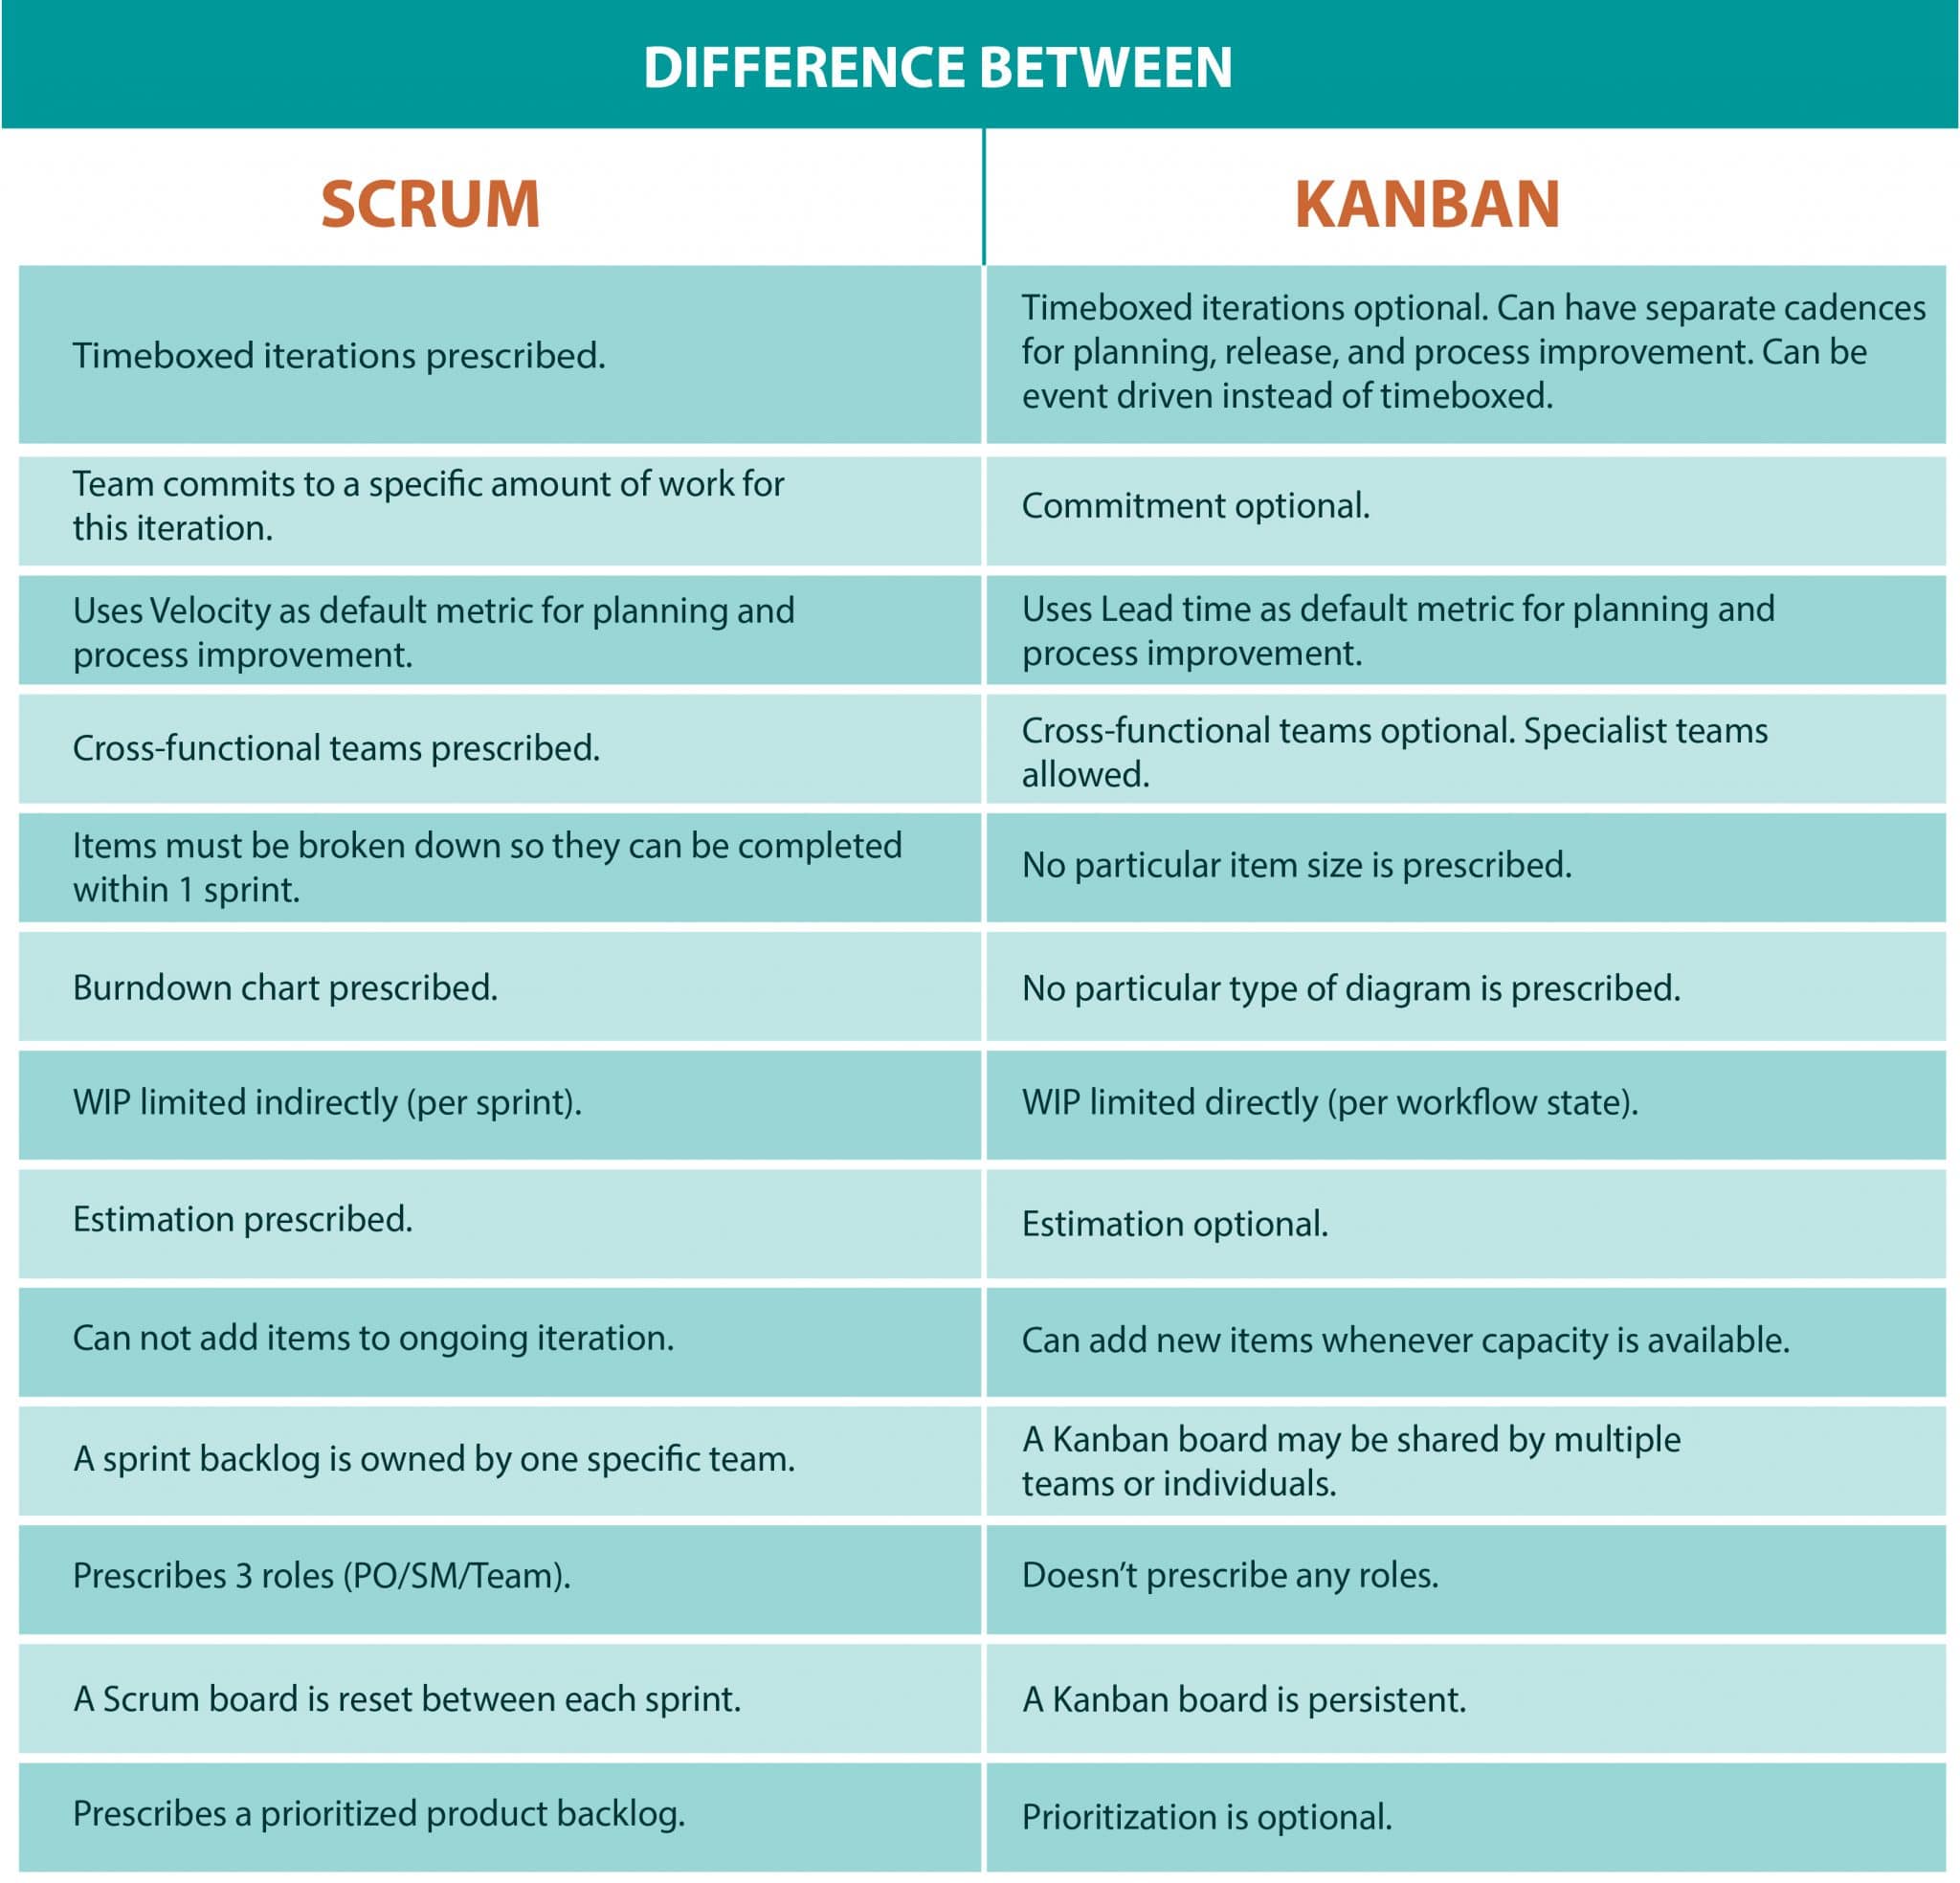 DIFFERENCE BETWEEN
SCRUM
KANBAN
Timeboxed iterations prescribed.
Timeboxed iterations optional. Can have separate cadences
for planning, release, and process improvement. Can be
event driven instead of timeboxed.
Team commits to a specific amount of work for
this iteration.
Commitment optional.
Uses Velocity as default metric for planning and
process improvement.
Uses Lead time as default metric for planning and
process improvement.
Cross-functional teams prescribed.
Cross-functional teams optional. Specialist teams
allowed.
Items must be broken down so they can be completed
within 1 sprint.
No particular item size is prescribed.
Burndown chart prescribed.
No particular type of diagram is prescribed.
WIP limited indirectly (per sprint).
WIP limited directly (per workflow state).
Estimation prescribed.
Estimation optional.
Can not add items to ongoing iteration.
Can add new items whenever capacity is available.
A sprint backlog is owned by one specific team.
A Kanban board may be shared by multiple
teams or individuals.
Prescribes 3 roles (PO/SM/Team).
Doesn't prescribe any roles.
A Scrum board is reset between each sprint.
A Kanban board is persistent.
Prescribes a prioritized product backlog.
Prioritization is optional.